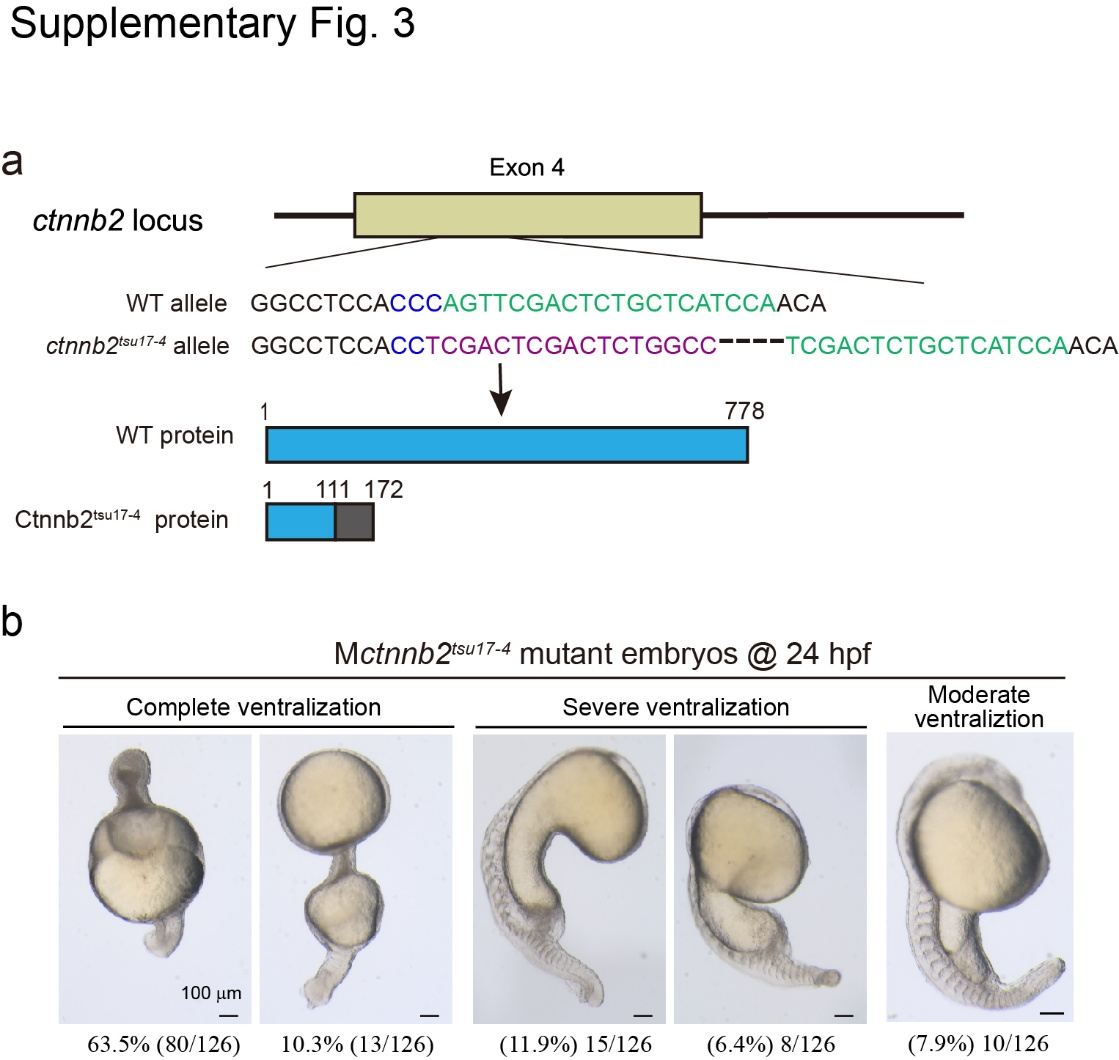 Supplementary Fig. 3
a
Exon 4
ctnnb2 locus
WT allele GGCCTCCACCCAGTTCGACTCTGCTCATCCAACA
ctnnb2tsu17-4 allele GGCCTCCACCTCGACTCGACTCTGGCC----TCGACTCTGCTCATCCAACA
1 778
WT protein
1 111 172
Ctnnb2tsu17-4 protein
b
Mctnnb2tsu17-4 mutant embryos @ 24 hpf
Complete ventralization Severe ventralization Moderate
ventraliztion
100 μm
63.5% (80/126) 10.3% (13/126) (11.9%) 15/126 (6.4%) 8/126 (7.9%) 10/126